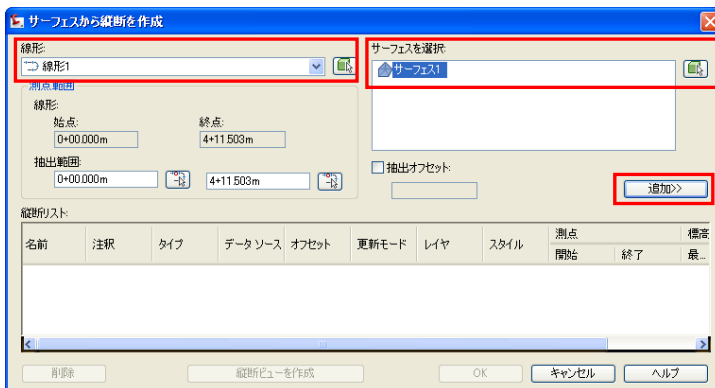 サーフェスから縦断を作成
線形:
線形1
サーフェスを選択:
サーフェス1
測点範囲
線形:
始点:
終点:
0+00.000m
4+11.503m
抽出範囲:
0+00.000m
4+11.503m
抽出オフセット:
追加>>
縦断リスト:
名前 注釈 タイプ データ ソース オフセット 更新モード レイヤ スタイル 測点 標高
開始 終了 最...
削除 縦断ビューを作成 OK キャンセル ヘルプ